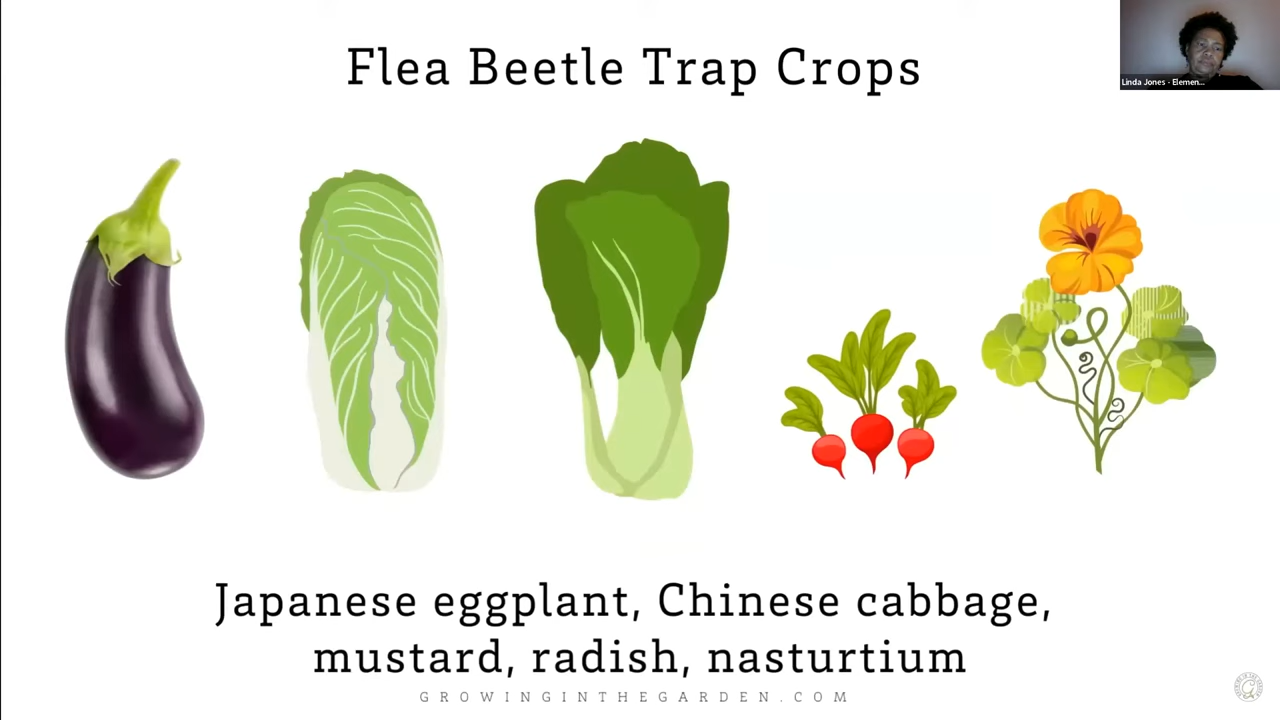 Flea Beetle Trap Crops
Linda Jones - Elemen...
Japanese eggplant, Chinese cabbage,
mustard, radish, nasturtium
GROWINGINTHEGARDEN.COM